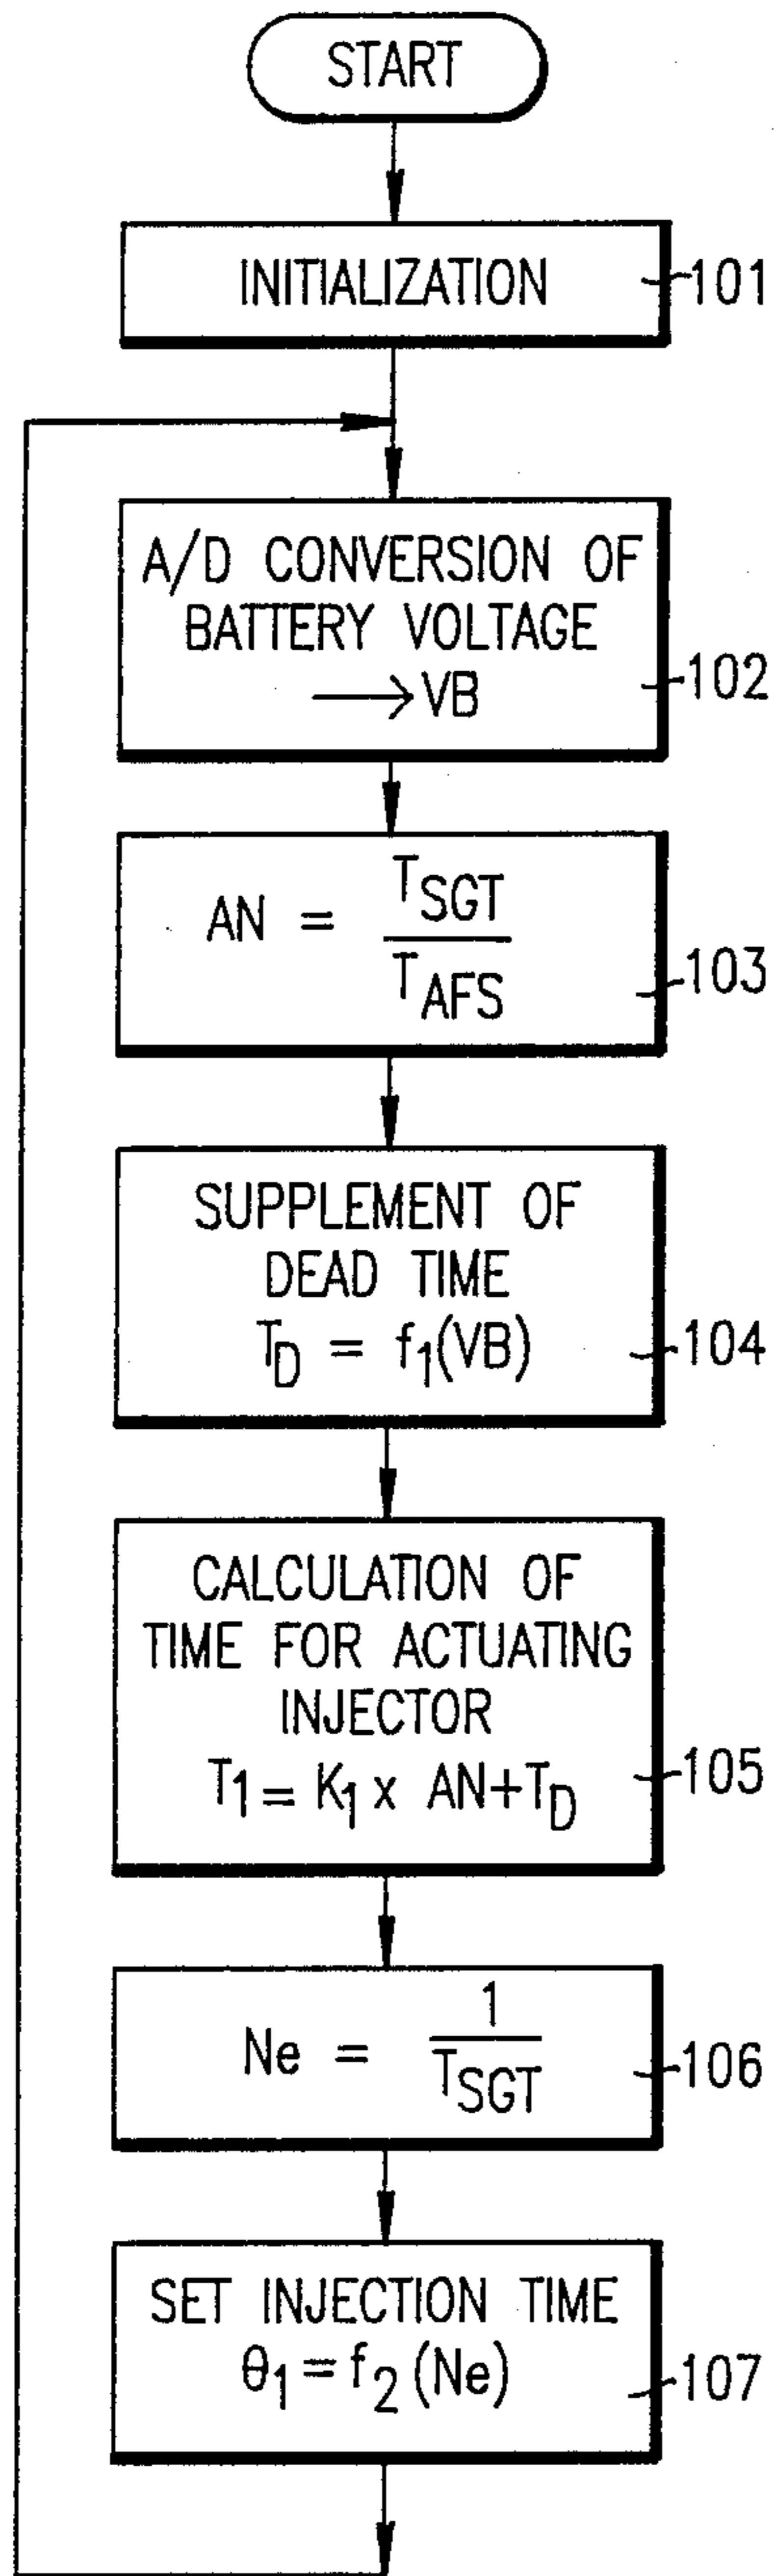 START
INITIALIZATION
101
A/D CONVERSION OF
BATTERY VOLTAGE
→VB
102
AN = T_SGT / T_AFS
103
SUPPLEMENT OF
DEAD TIME
T_D = f_1(VB)
104
CALCULATION OF
TIME FOR ACTUATING
INJECTOR
T_1 = K_1 x AN+T_D
105
Ne = 1 / T_SGT
106
SET INJECTION TIME
θ_1 = f_2 (Ne)
107